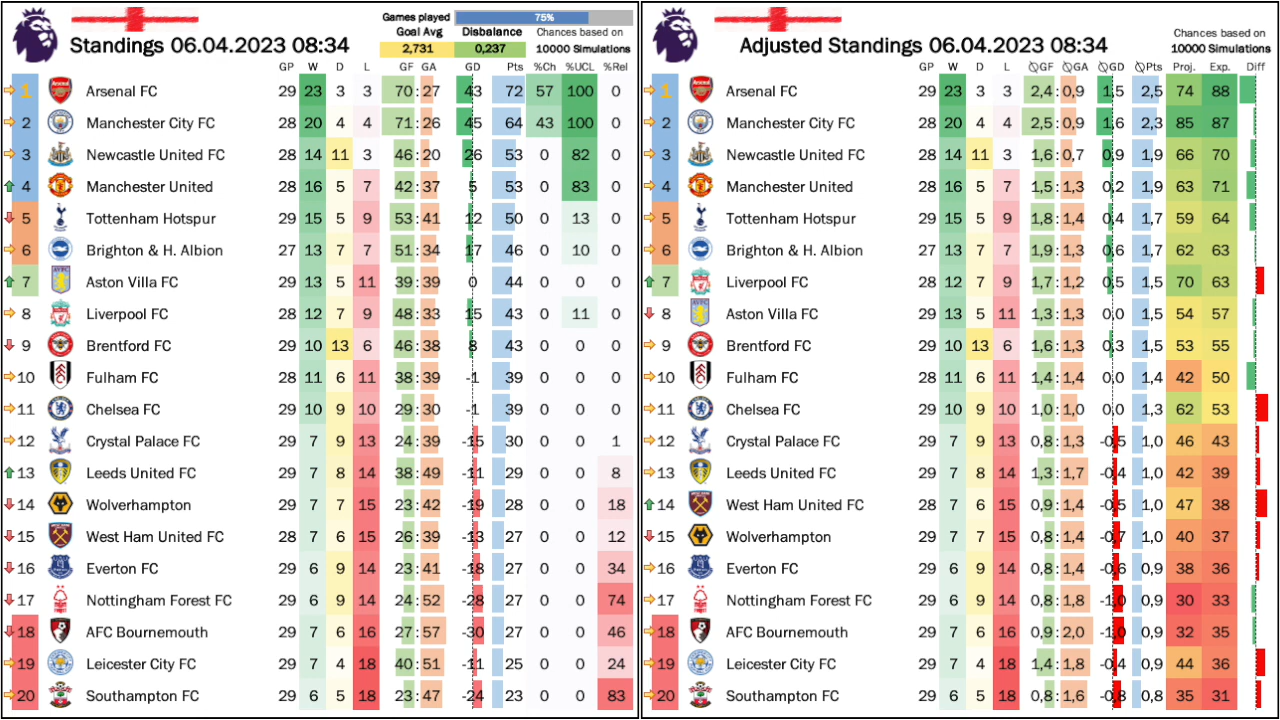 Games played 75%
Goal Avg Disbalance Chances based on
Standings 06.04.2023 08:34 2,731 0,237 10000 Simulations
GP W D L GF GA GD Pts %Ch %UCL %Rel
1 Arsenal FC 29 23 3 3 70:27 43 72 57 100 0
2 Manchester City FC 28 20 4 4 71:26 45 64 43 100 0
3 Newcastle United FC 28 14 11 3 46:20 26 53 0 82 0
4 Manchester United 28 16 5 7 42:37 5 53 0 83 0
5 Tottenham Hotspur 29 15 5 9 53:41 12 50 0 13 0
6 Brighton & H. Albion 27 13 7 7 51:34 17 46 0 10 0
7 Aston Villa FC 29 13 5 11 39:39 0 44 0 0 0
8 Liverpool FC 28 12 7 9 48:33 15 43 0 11 0
9 Brentford FC 29 10 13 6 46:38 8 43 0 0 0
10 Fulham FC 28 11 6 11 38:39 -1 39 0 0 0
11 Chelsea FC 29 10 9 10 29:30 -1 39 0 0 0
12 Crystal Palace FC 29 7 9 13 24:39 -15 30 0 0 1
13 Leeds United FC 29 7 8 14 38:49 -11 29 0 0 8
14 Wolverhampton 29 7 7 15 23:42 -19 28 0 0 18
15 West Ham United FC 28 7 6 15 26:39 -13 27 0 0 12
16 Everton FC 29 6 9 14 23:41 -18 27 0 0 34
17 Nottingham Forest FC 29 6 9 14 24:52 -28 27 0 0 74
18 AFC Bournemouth 29 7 6 16 27:57 -30 27 0 0 46
19 Leicester City FC 29 7 4 18 40:51 -11 25 0 0 24
20 Southampton FC 29 6 5 18 23:47 -24 23 0 0 83
Chances based on
Adjusted Standings 06.04.2023 08:34 10000 Simulations
GP W D L ∅GF ∅GA ∅GD ∅Pts Proj. Exp. Diff
1 Arsenal FC 29 23 3 3 2,4:0,9 1,5 2,5 74 88
2 Manchester City FC 28 20 4 4 2,5:0,9 1,6 2,3 85 87
3 Newcastle United FC 28 14 11 3 1,6:0,7 0,9 1,9 66 70
4 Manchester United 28 16 5 7 1,5:1,3 0,2 1,9 63 71
5 Tottenham Hotspur 29 15 5 9 1,8:1,4 0,4 1,7 59 64
6 Brighton & H. Albion 27 13 7 7 1,9:1,3 0,6 1,7 62 63
7 Liverpool FC 28 12 7 9 1,7:1,2 0,5 1,5 70 63
8 Aston Villa FC 29 13 5 11 1,3:1,3 0,0 1,5 54 57
9 Brentford FC 29 10 13 6 1,6:1,3 0,3 1,5 53 55
10 Fulham FC 28 11 6 11 1,4:1,4 0,0 1,4 42 50
11 Chelsea FC 29 10 9 10 1,0:1,0 0,0 1,3 62 53
12 Crystal Palace FC 29 7 9 13 0,8:1,3 -0,5 1,0 46 43
13 Leeds United FC 29 7 8 14 1,3:1,7 -0,4 1,0 42 39
14 West Ham United FC 28 7 6 15 0,9:1,4 -0,5 1,0 47 38
15 Wolverhampton 29 7 7 15 0,8:1,4 -0,7 1,0 40 37
16 Everton FC 29 6 9 14 0,8:1,4 -0,6 0,9 38 36
17 Nottingham Forest FC 29 6 9 14 0,8:1,8 -1,0 0,9 30 33
18 AFC Bournemouth 29 7 6 16 0,9:2,0 -1,0 0,9 32 35
19 Leicester City FC 29 7 4 18 1,4:1,8 -0,4 0,9 44 36
20 Southampton FC 29 6 5 18 0,8:1,6 -0,8 0,8 35 31